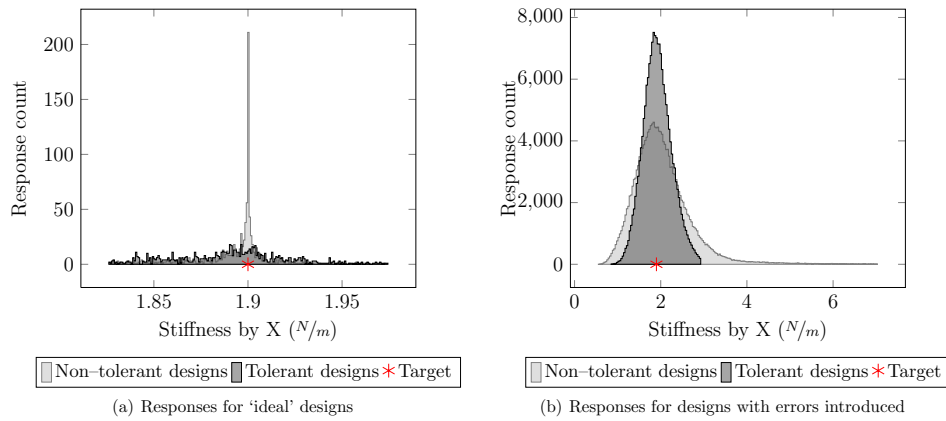 200
150
100
50
0
Response count
1.85
1.9
1.95
Stiffness by X (N/m)
Non–tolerant designs Tolerant designs Target
(a) Responses for ‘ideal’ designs
8,000
6,000
4,000
2,000
0
Response count
0
2
4
6
Stiffness by X (N/m)
Non–tolerant designs Tolerant designs Target
(b) Responses for designs with errors introduced